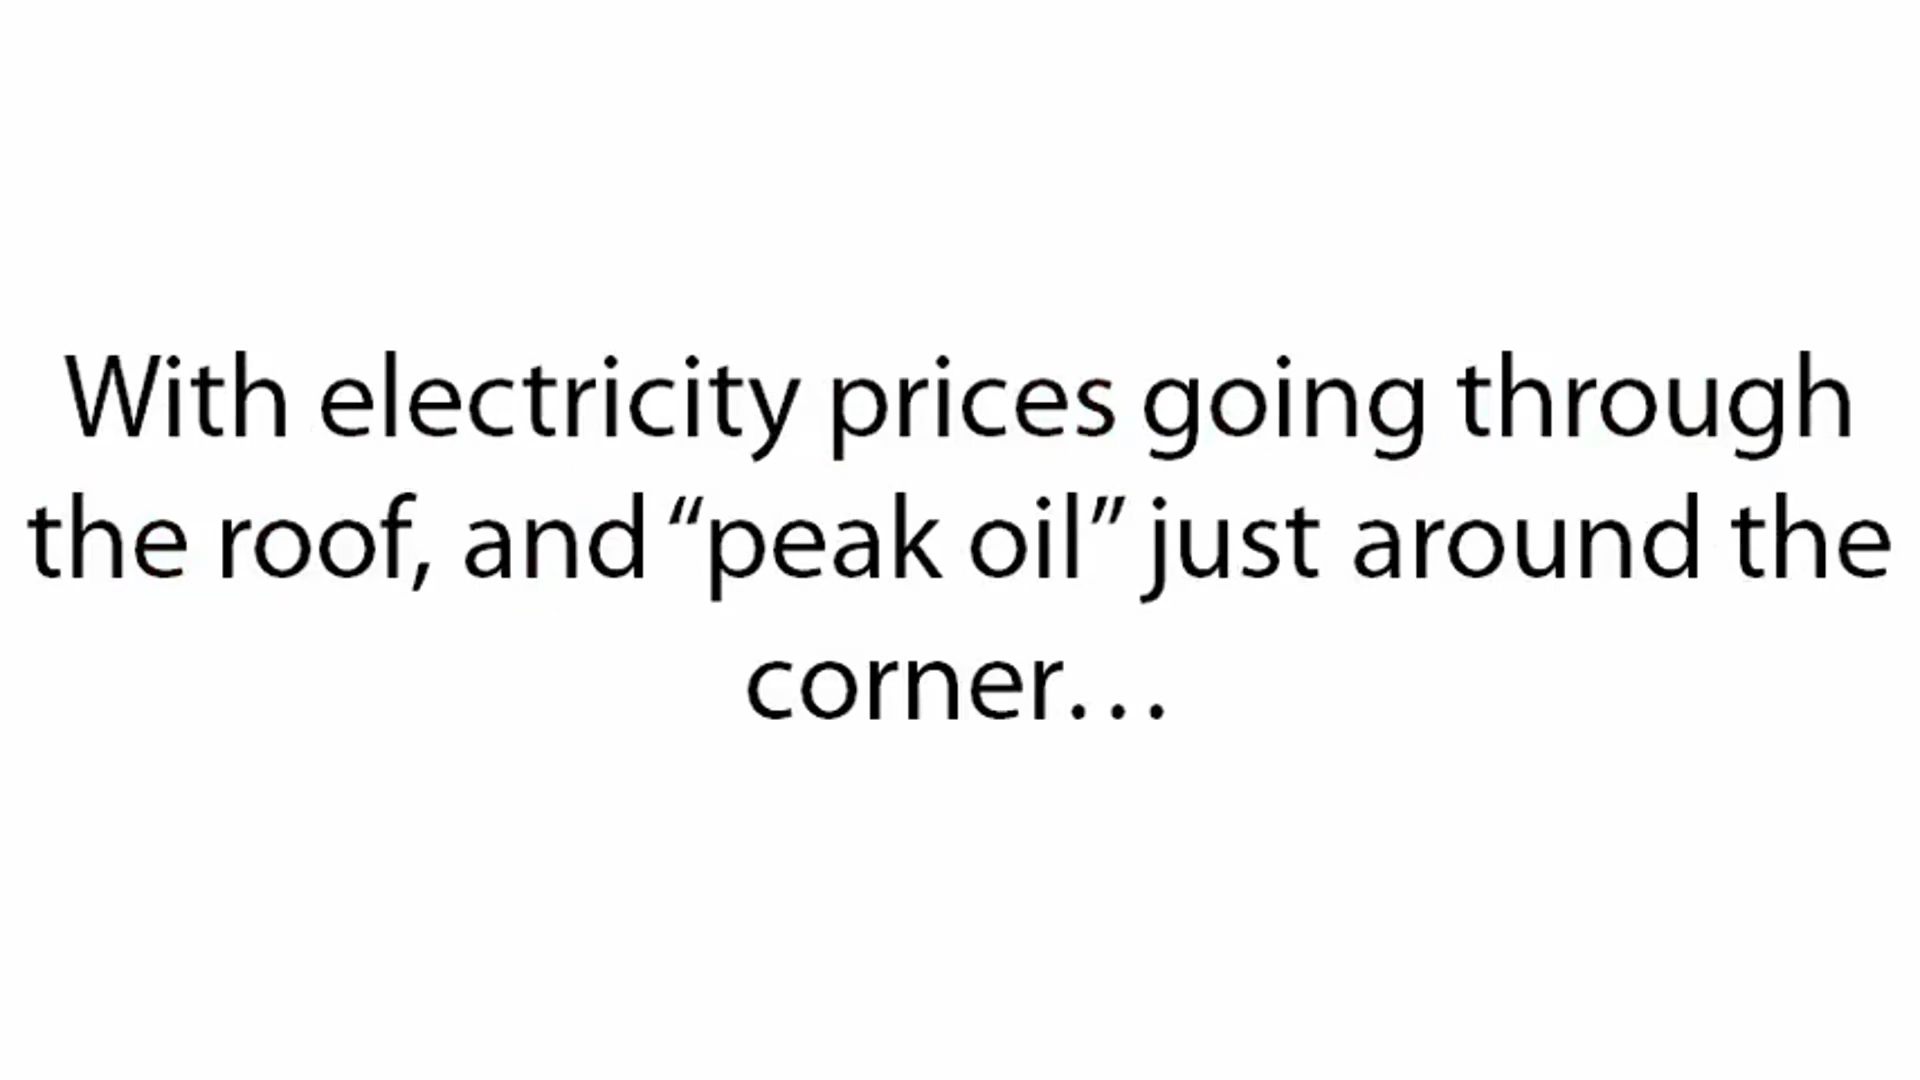 With electricity prices going through
the roof, and “peak oil” just around the
corner…